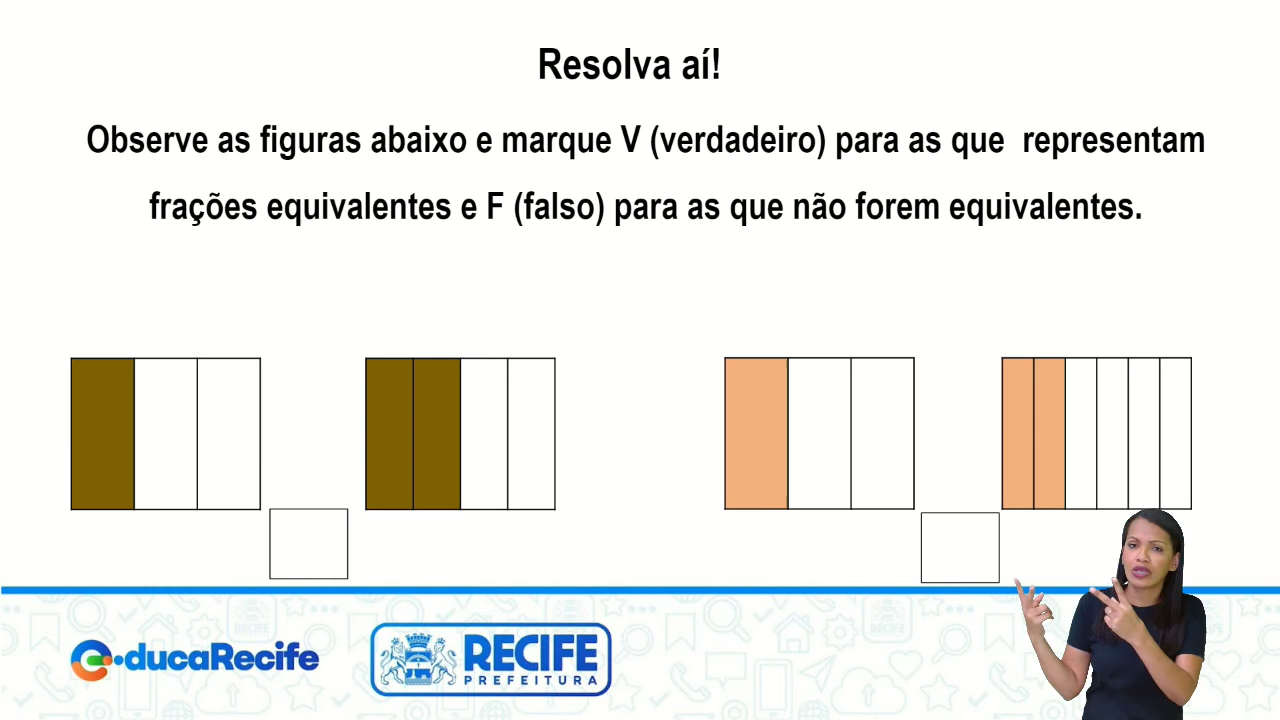 Resolva aí!
Observe as figuras abaixo e marque V (verdadeiro) para as que representam
frações equivalentes e F (falso) para as que não forem equivalentes.
educaRecife
RECIFE
PREFEITURA